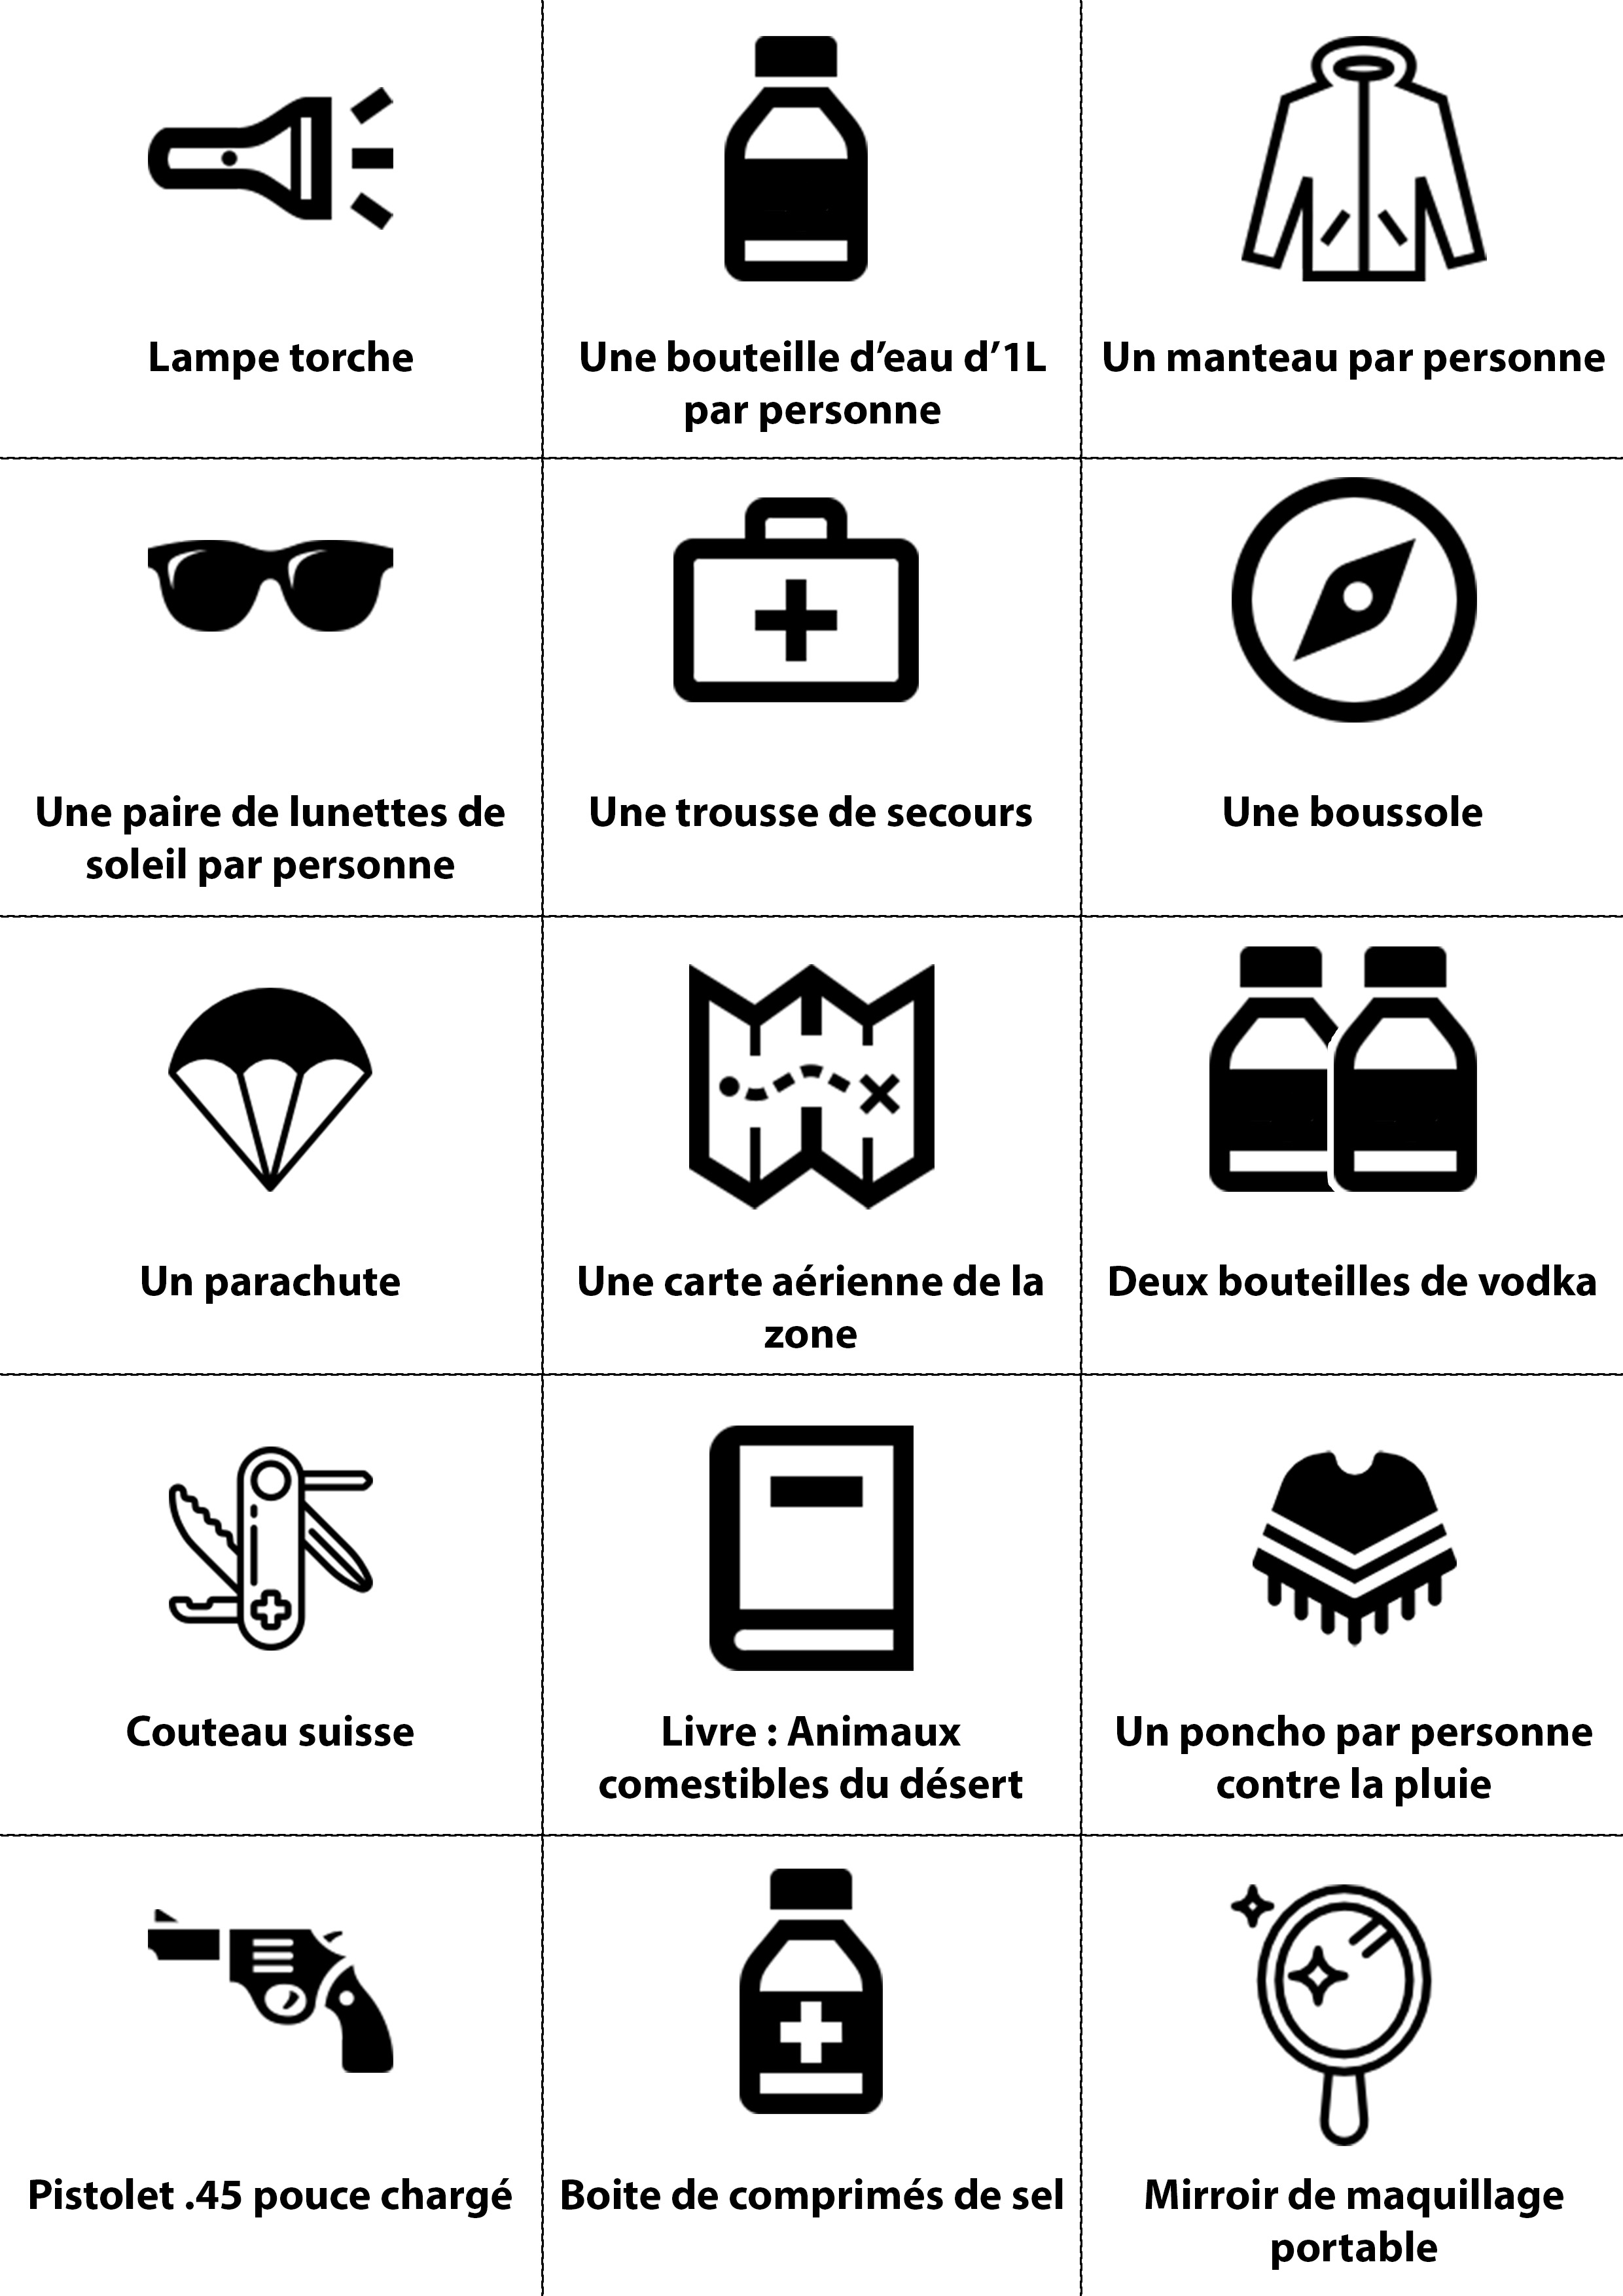 Lampe torche
Une bouteille d’eau d’1L
par personne
Un manteau par personne
Une paire de lunettes de
soleil par personne
Une trousse de secours
Une boussole
Un parachute
Une carte aérienne de la
zone
Deux bouteilles de vodka
Couteau suisse
Livre : Animaux
comestibles du désert
Un poncho par personne
contre la pluie
Pistolet .45 pouce chargé
Boite de comprimés de sel
Mirroir de maquillage
portable